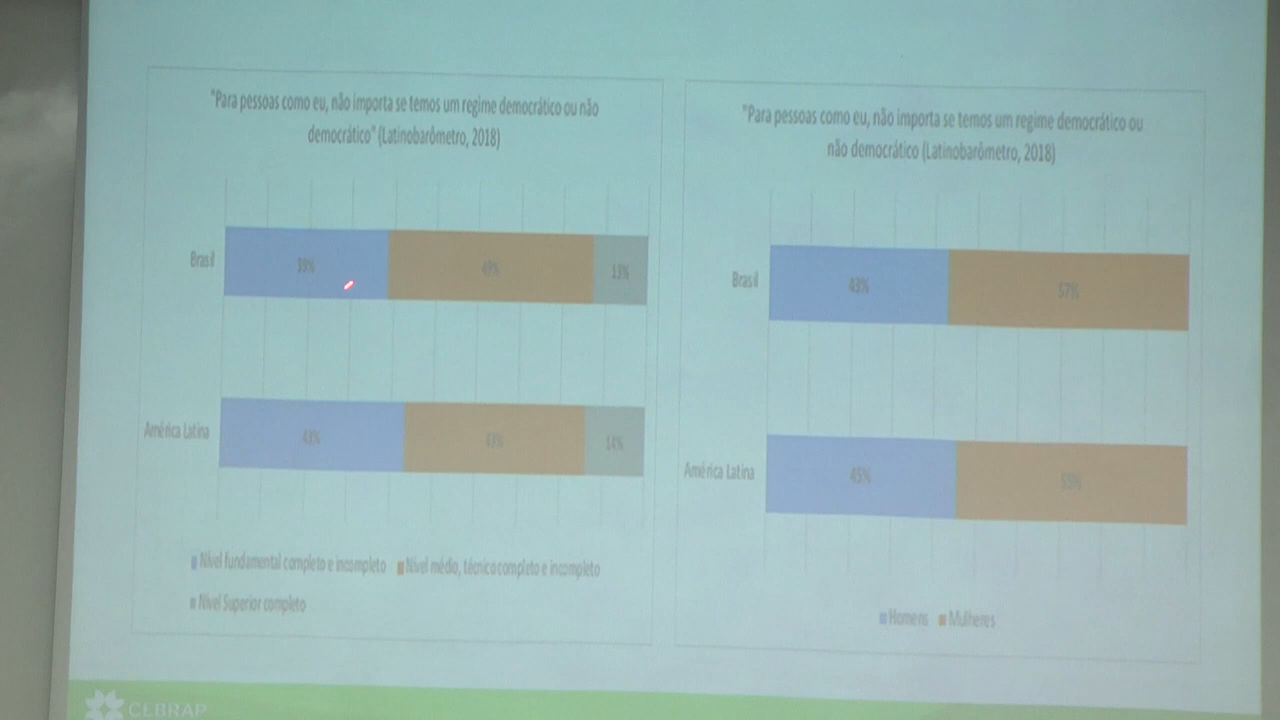 "Para pessoas como eu, não importa se temos um regime democrático ou não
democrático" (Latinobarômetro, 2018)
Brasil
39%
49%
13%
América Latina
43%
43%
14%
Nível fundamental completo e incompleto
Nível médio, técnico completo e incompleto
Nível Superior completo
"Para pessoas como eu, não importa se temos um regime democrático ou
não democrático (Latinobarômetro, 2018)
Brasil
43%
57%
América Latina
45%
Homens
Mulheres
CEBRAP